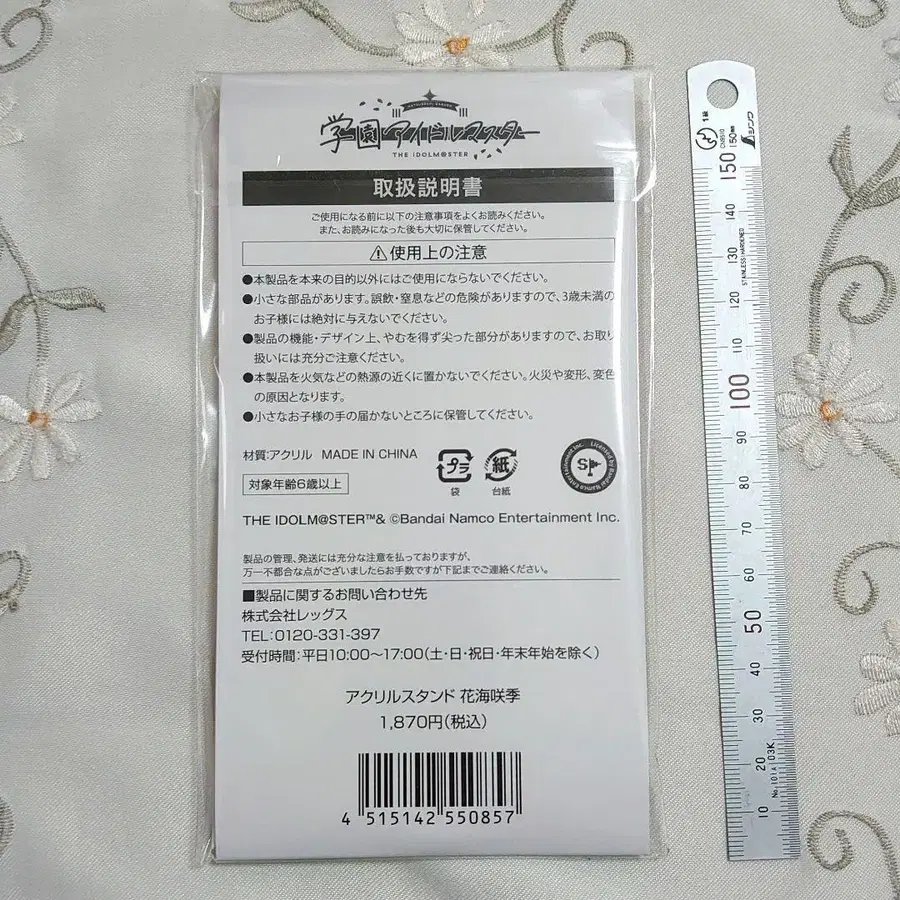 学園アイドルマスター
THE IDOLM@STER
取扱説明書
ご使用になる前に以下の注意事項をよくお読みください。
また、お読みになった後も大切に保管してください。
⚠使用上の注意
●本製品を本来の目的以外にはご使用にならないでください。
●小さな部品があります。誤飲・窒息などの危険がありますので、3歳未満の
お子様には絶対に与えないでください。
●製品の機能・デザイン上、やむを得ず尖った部分がありますので、お取り
扱いには充分ご注意ください。
●本製品を火気などの熱源の近くに置かないでください。火災や変形、変色
の原因となります。
●小さなお子様の手の届かないところに保管してください。
材質:アクリル MADE IN CHINA
対象年齢6歳以上
プラ
袋
紙
台紙
Licensed by Bandai Namco Entertainment Inc.
THE IDOLM@STER™& ©Bandai Namco Entertainment Inc.
製品の管理、発送には充分な注意を払っておりますが、
万一不都合な点がございましたらお手数ですが下記までご連絡ください。
■製品に関するお問い合わせ先
株式会社レッグス
TEL:0120-331-397
受付時間:平日10:00〜17:00(土・日・祝日・年末年始を除く)
アクリルスタンド 花海咲季
1,870円(税込)
4 515142 550857
1級
シンワ
150mm
150
140
130
STAINLESS HARDENED
120
110
100
90
80
70
60
50
40
30
20
10
No.101A 03K